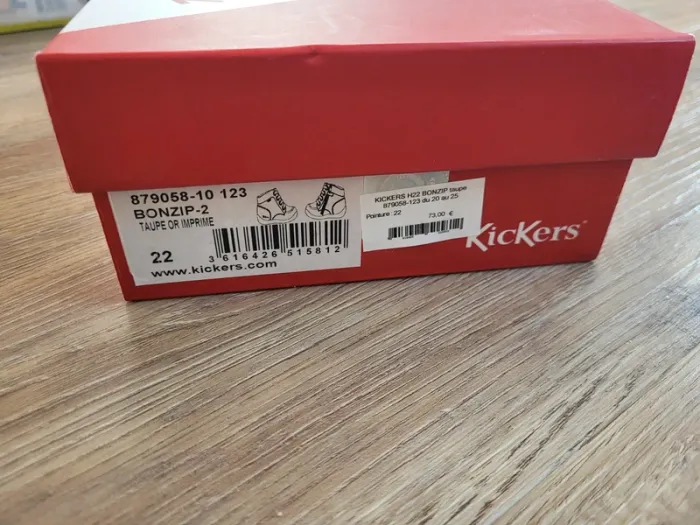 879058-10 123
BONZIP-2
TAUPE OR IMPRIME
22
3 616426 515812
www.kickers.com
KICKERS H22 BONZIP taupe
879058-123 du 20 au 25
Pointure : 22 73.00 €
KicKers